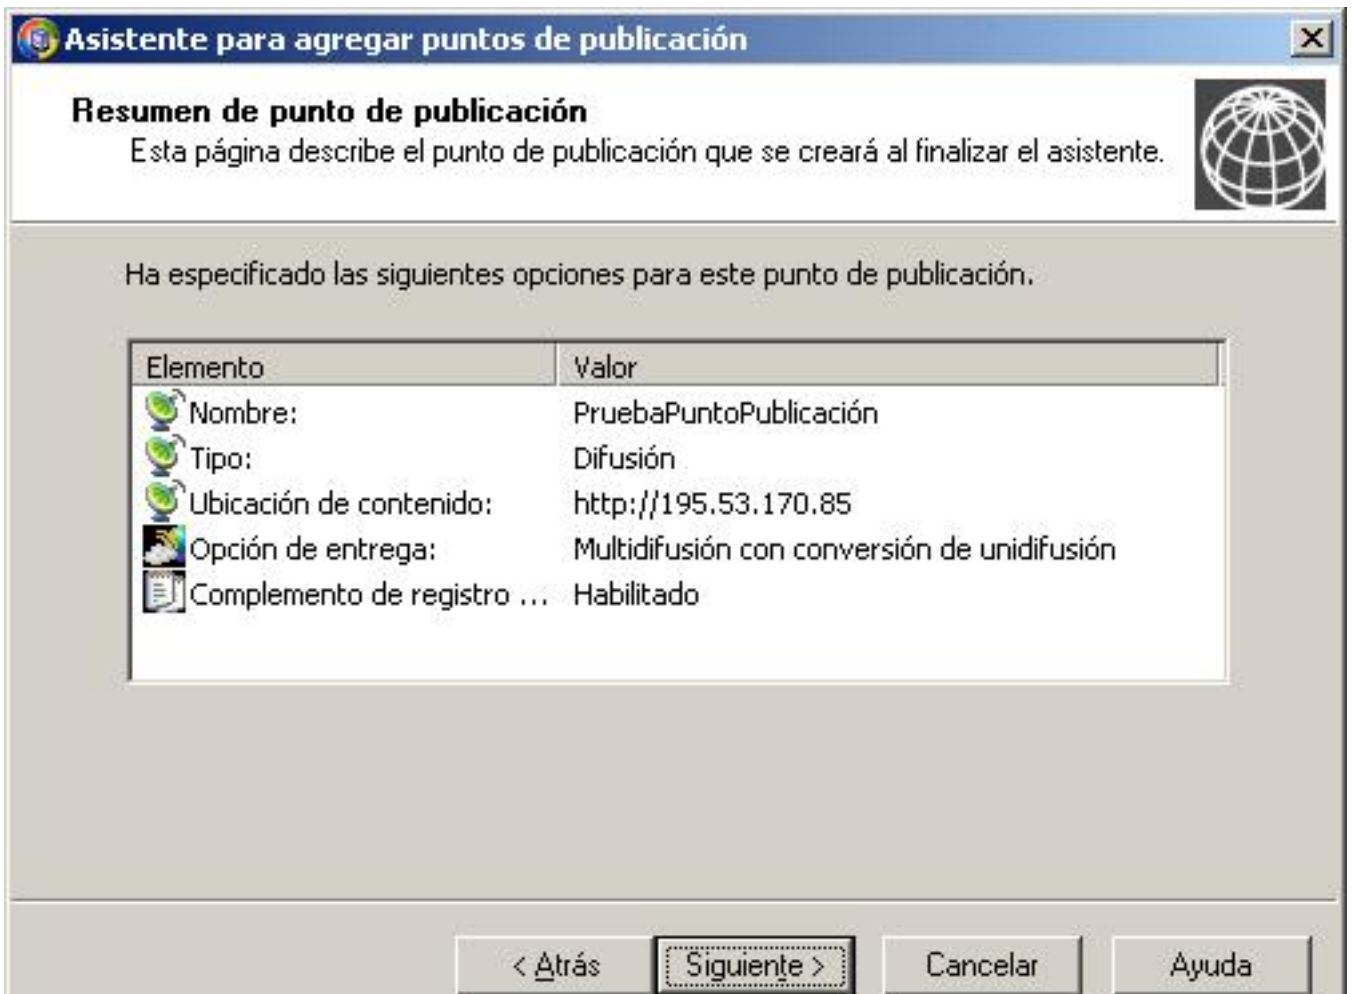 Asistente para agregar puntos de publicación
Resumen de punto de publicación
Esta página describe el punto de publicación que se creará al finalizar el asistente.
Ha especificado las siguientes opciones para este punto de publicación.
Elemento Valor
Nombre: PruebaPuntoPublicación
Tipo: Difusión
Ubicación de contenido: http://195.53.170.85
Opción de entrega: Multidifusión con conversión de unidifusión
Complemento de registro ... Habilitado
< Atrás Siguiente > Cancelar Ayuda